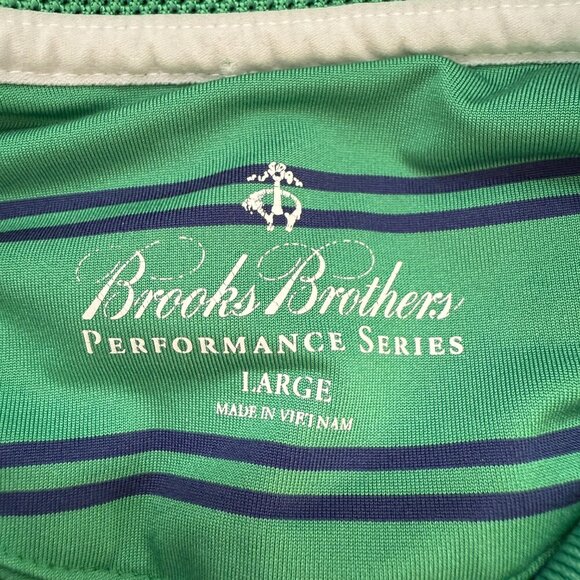 Brooks Brothers
PERFORMANCE SERIES
LARGE
MADE IN VIETNAM